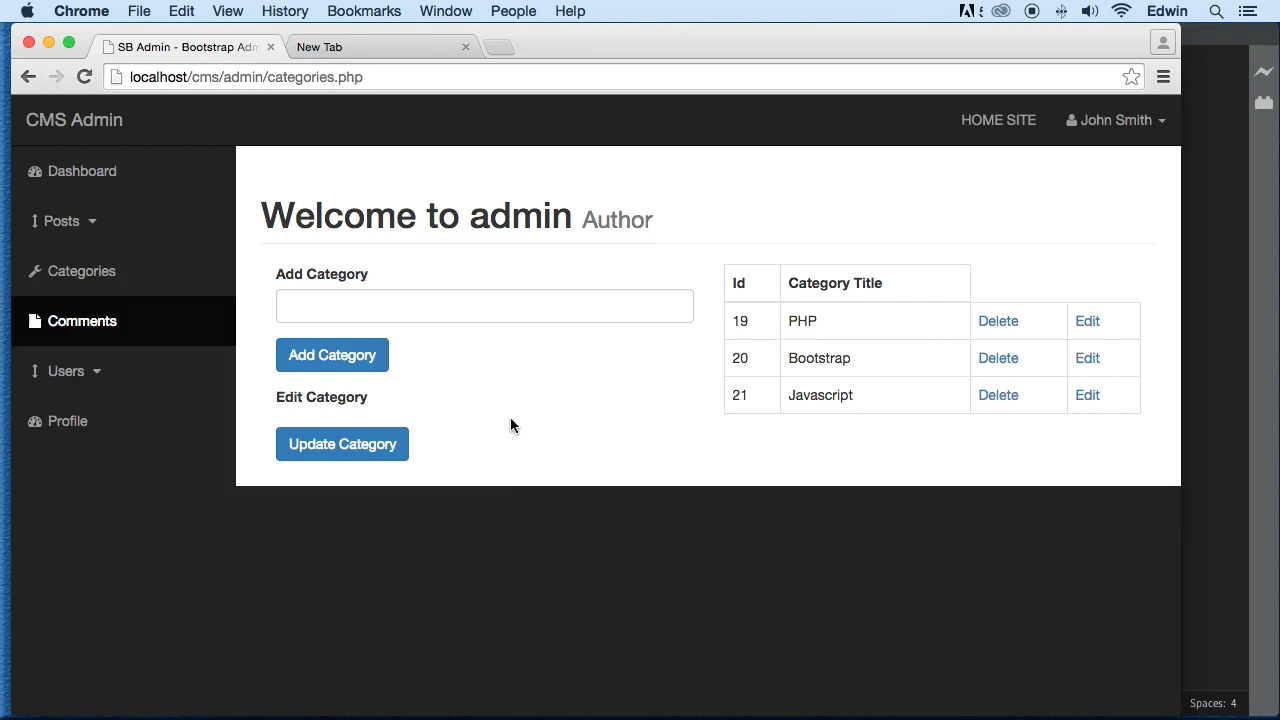 Chrome File Edit View History Bookmarks Window People Help Edwin
SB Admin - Bootstrap Adm New Tab
localhost/cms/admin/categories.php
CMS Admin HOME SITE John Smith
Dashboard
Posts
Categories
Comments
Users
Profile
Welcome to admin Author
Add Category
Add Category
Edit Category
Update Category
Id Category Title
19 PHP Delete Edit
20 Bootstrap Delete Edit
21 Javascript Delete Edit
Spaces: 4